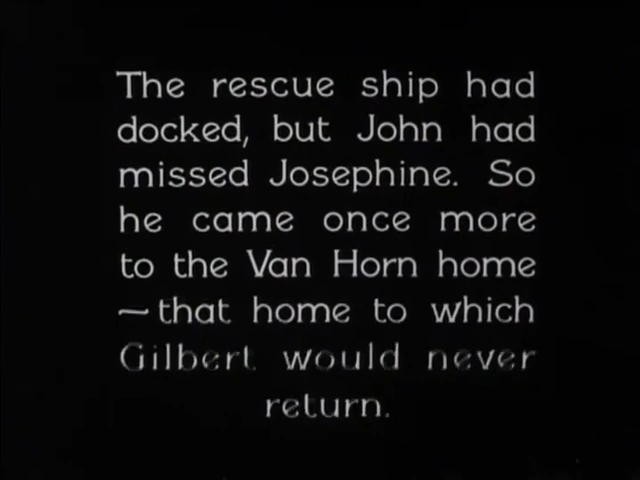 The rescue ship had
docked, but John had
missed Josephine. So
he came once more
to the Van Horn home
—that home to which
Gilbert would never
return.